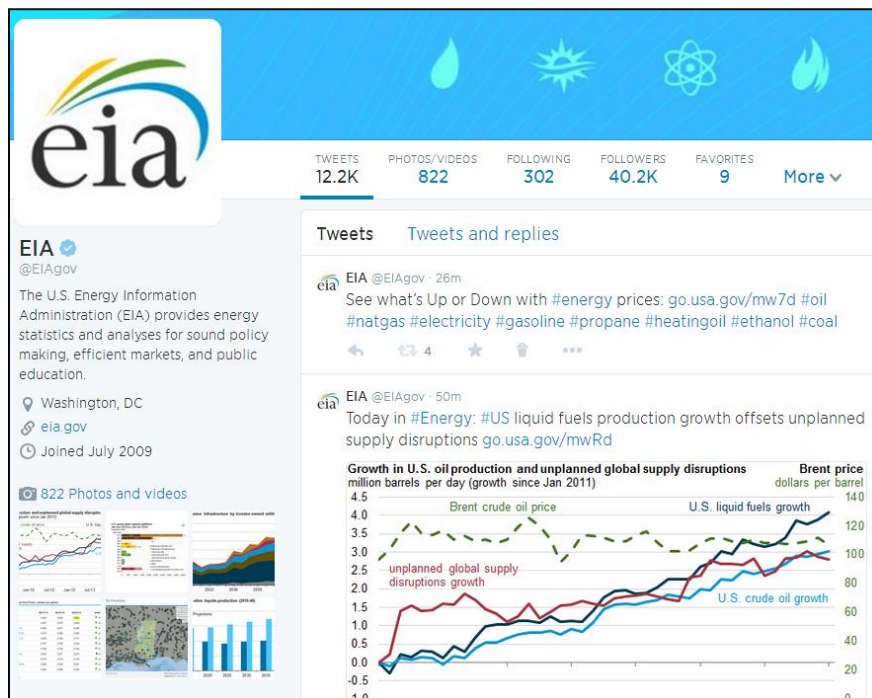 eia
TWEETS PHOTOS/VIDEOS FOLLOWING FOLLOWERS FAVORITES
12.2K 822 302 40.2K 9 More
EIA
@EIAgov
The U.S. Energy Information
Administration (EIA) provides energy
statistics and analyses for sound policy
making, efficient markets, and public
education.
Washington, DC
eia.gov
Joined July 2009
822 Photos and videos
Tweets Tweets and replies
EIA @EIAgov · 26m
See what's Up or Down with #energy prices: go.usa.gov/mw7d #oil
#natgas #electricity #gasoline #propane #heatingoil #ethanol #coal
4
EIA @EIAgov · 50m
Today in #Energy: #US liquid fuels production growth offsets unplanned
supply disruptions go.usa.gov/mwRd
Growth in U.S. oil production and unplanned global supply disruptions Brent price
million barrels per day (growth since Jan 2011) dollars per barrel
4.5 140
Brent crude oil price U.S. liquid fuels growth
4.0
3.5 120
3.0 100
unplanned global supply
disruptions growth
2.5
2.0 80
U.S. crude oil growth
1.5 60
1.0
0.5 40
0.0
-0.5 20
-1.0 0